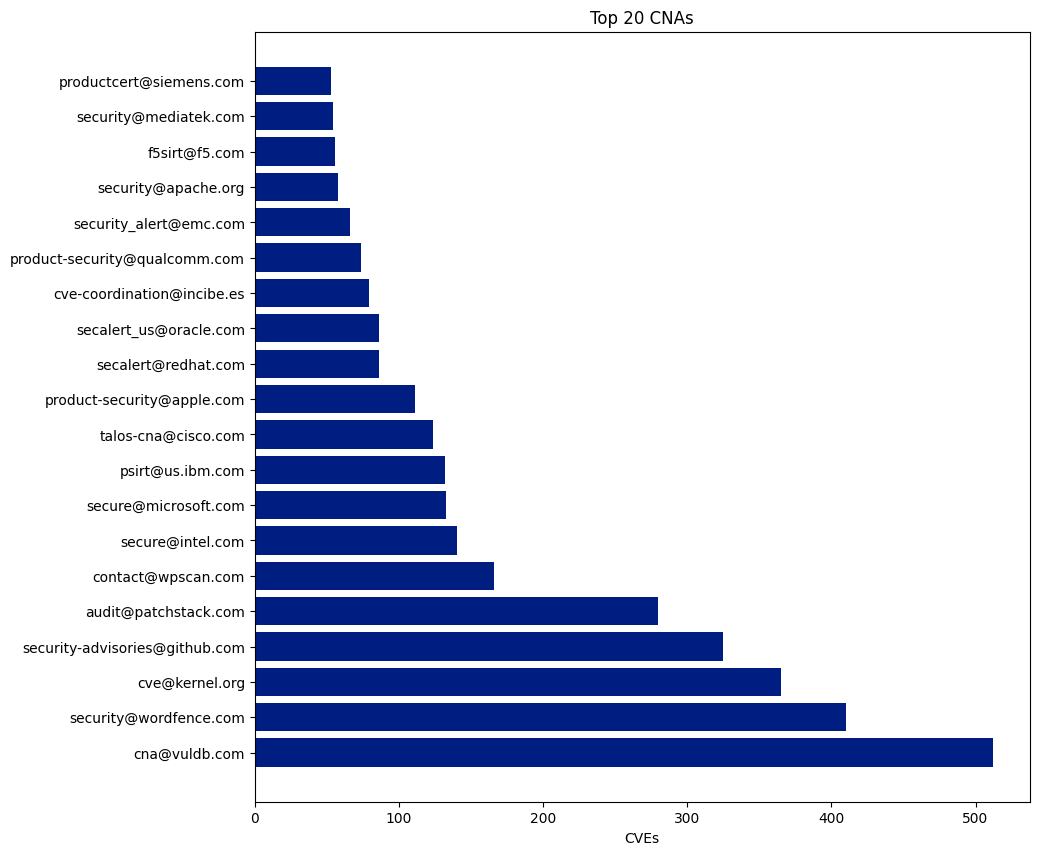 Top 20 CNAs
productcert@siemens.com
security@mediatek.com
f5sirt@f5.com
security@apache.org
security_alert@emc.com
product-security@qualcomm.com
cve-coordination@incibe.es
secalert_us@oracle.com
secalert@redhat.com
product-security@apple.com
talos-cna@cisco.com
psirt@us.ibm.com
secure@microsoft.com
secure@intel.com
contact@wpscan.com
audit@patchstack.com
security-advisories@github.com
cve@kernel.org
security@wordfence.com
cna@vuldb.com
0 100 200 300 400 500
CVEs